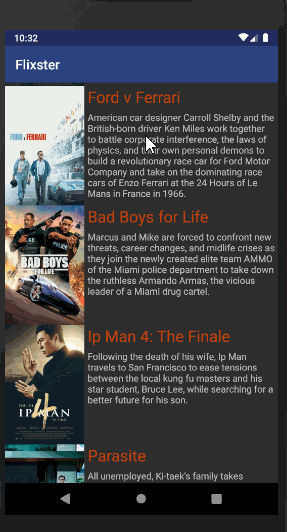 10:32
Flixster
Ford v Ferrari
American car designer Carroll Shelby and the
British-born driver Ken Miles work together
to battle corporate interference, the laws of
physics, and their own personal demons to
build a revolutionary race car for Ford Motor
Company and take on the dominating race
cars of Enzo Ferrari at the 24 Hours of Le
Mans in France in 1966.
FORD v FERRARI
Bad Boys for Life
Marcus and Mike are forced to confront new
threats, career changes, and midlife crises as
they join the newly created elite team AMMO
of the Miami police department to take down
the ruthless Armando Armas, the vicious
leader of a Miami drug cartel.
BAD BOYS
FOR LIFE
Ip Man 4: The Finale
Following the death of his wife, Ip Man
travels to San Francisco to ease tensions
between the local kung fu masters and his
star student, Bruce Lee, while searching for a
better future for his son.
IP MAN
4
Parasite
All unemployed, Ki-taek's family takes